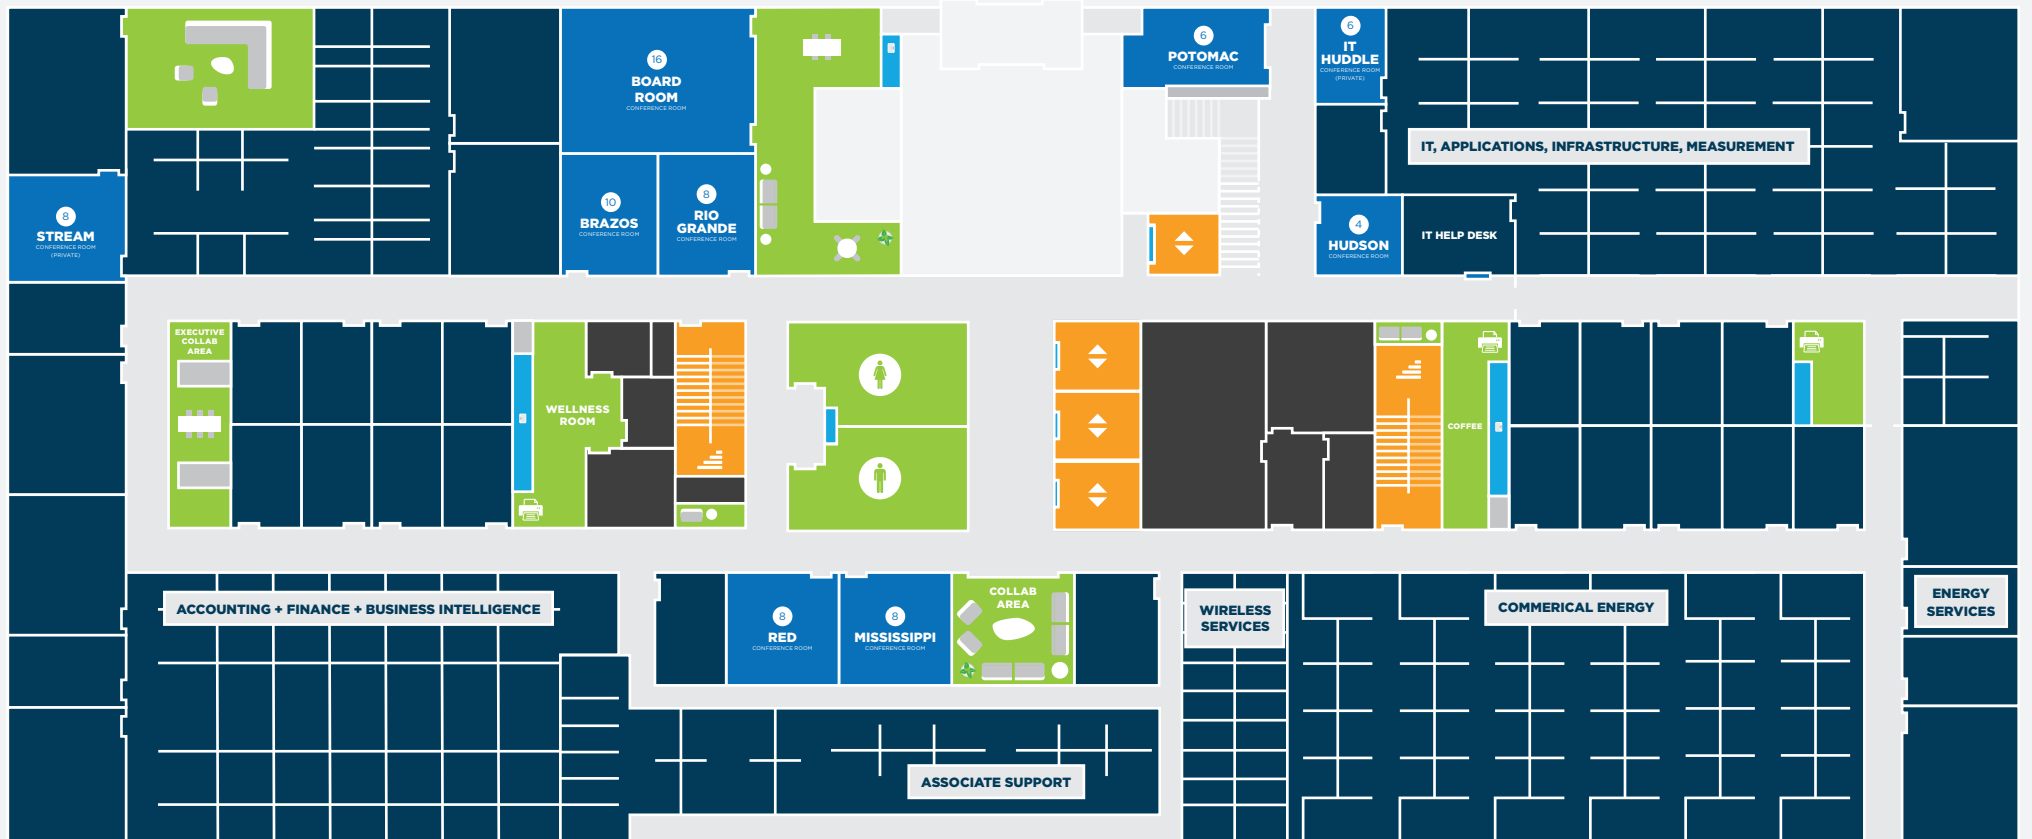 16
BOARD
ROOM
CONFERENCE ROOM
6
POTOMAC
CONFERENCE ROOM
6
IT
HUDDLE
CONFERENCE ROOM
(PRIVATE)
IT, APPLICATIONS, INFRASTRUCTURE, MEASUREMENT
8
STREAM
CONFERENCE ROOM
(PRIVATE)
10
BRAZOS
CONFERENCE ROOM
8
RIO
GRANDE
CONFERENCE ROOM
4
HUDSON
CONFERENCE ROOM
IT HELP DESK
EXECUTIVE
COLLAB
AREA
WELLNESS
ROOM
COFFEE
ACCOUNTING + FINANCE + BUSINESS INTELLIGENCE
8
RED
CONFERENCE ROOM
8
MISSISSIPPI
CONFERENCE ROOM
COLLAB
AREA
WIRELESS
SERVICES
COMMERICAL ENERGY
ENERGY
SERVICES
ASSOCIATE SUPPORT